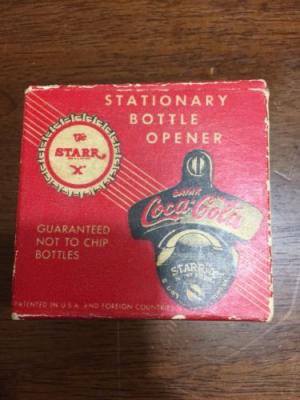 STATIONARY
BOTTLE
OPENER
The
STARR
"X"
DRINK
Coca-Cola
STARR
GUARANTEED
NOT TO CHIP
BOTTLES
PATENTED IN U.S.A. AND FOREIGN COUNTRIES